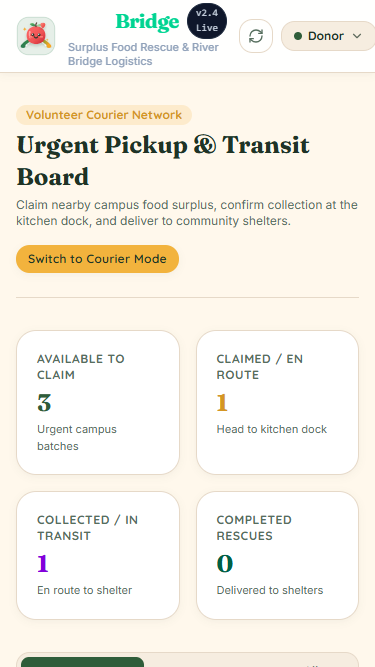 Bridge
v2.4
Live
Surplus Food Rescue & River
Bridge Logistics
Donor
Volunteer Courier Network
Urgent Pickup & Transit
Board
Claim nearby campus food surplus, confirm collection at the
kitchen dock, and deliver to community shelters.
Switch to Courier Mode
AVAILABLE TO
CLAIM
3
Urgent campus
batches
CLAIMED / EN
ROUTE
1
Head to kitchen dock
COLLECTED / IN
TRANSIT
1
En route to shelter
COMPLETED
RESCUES
0
Delivered to shelters